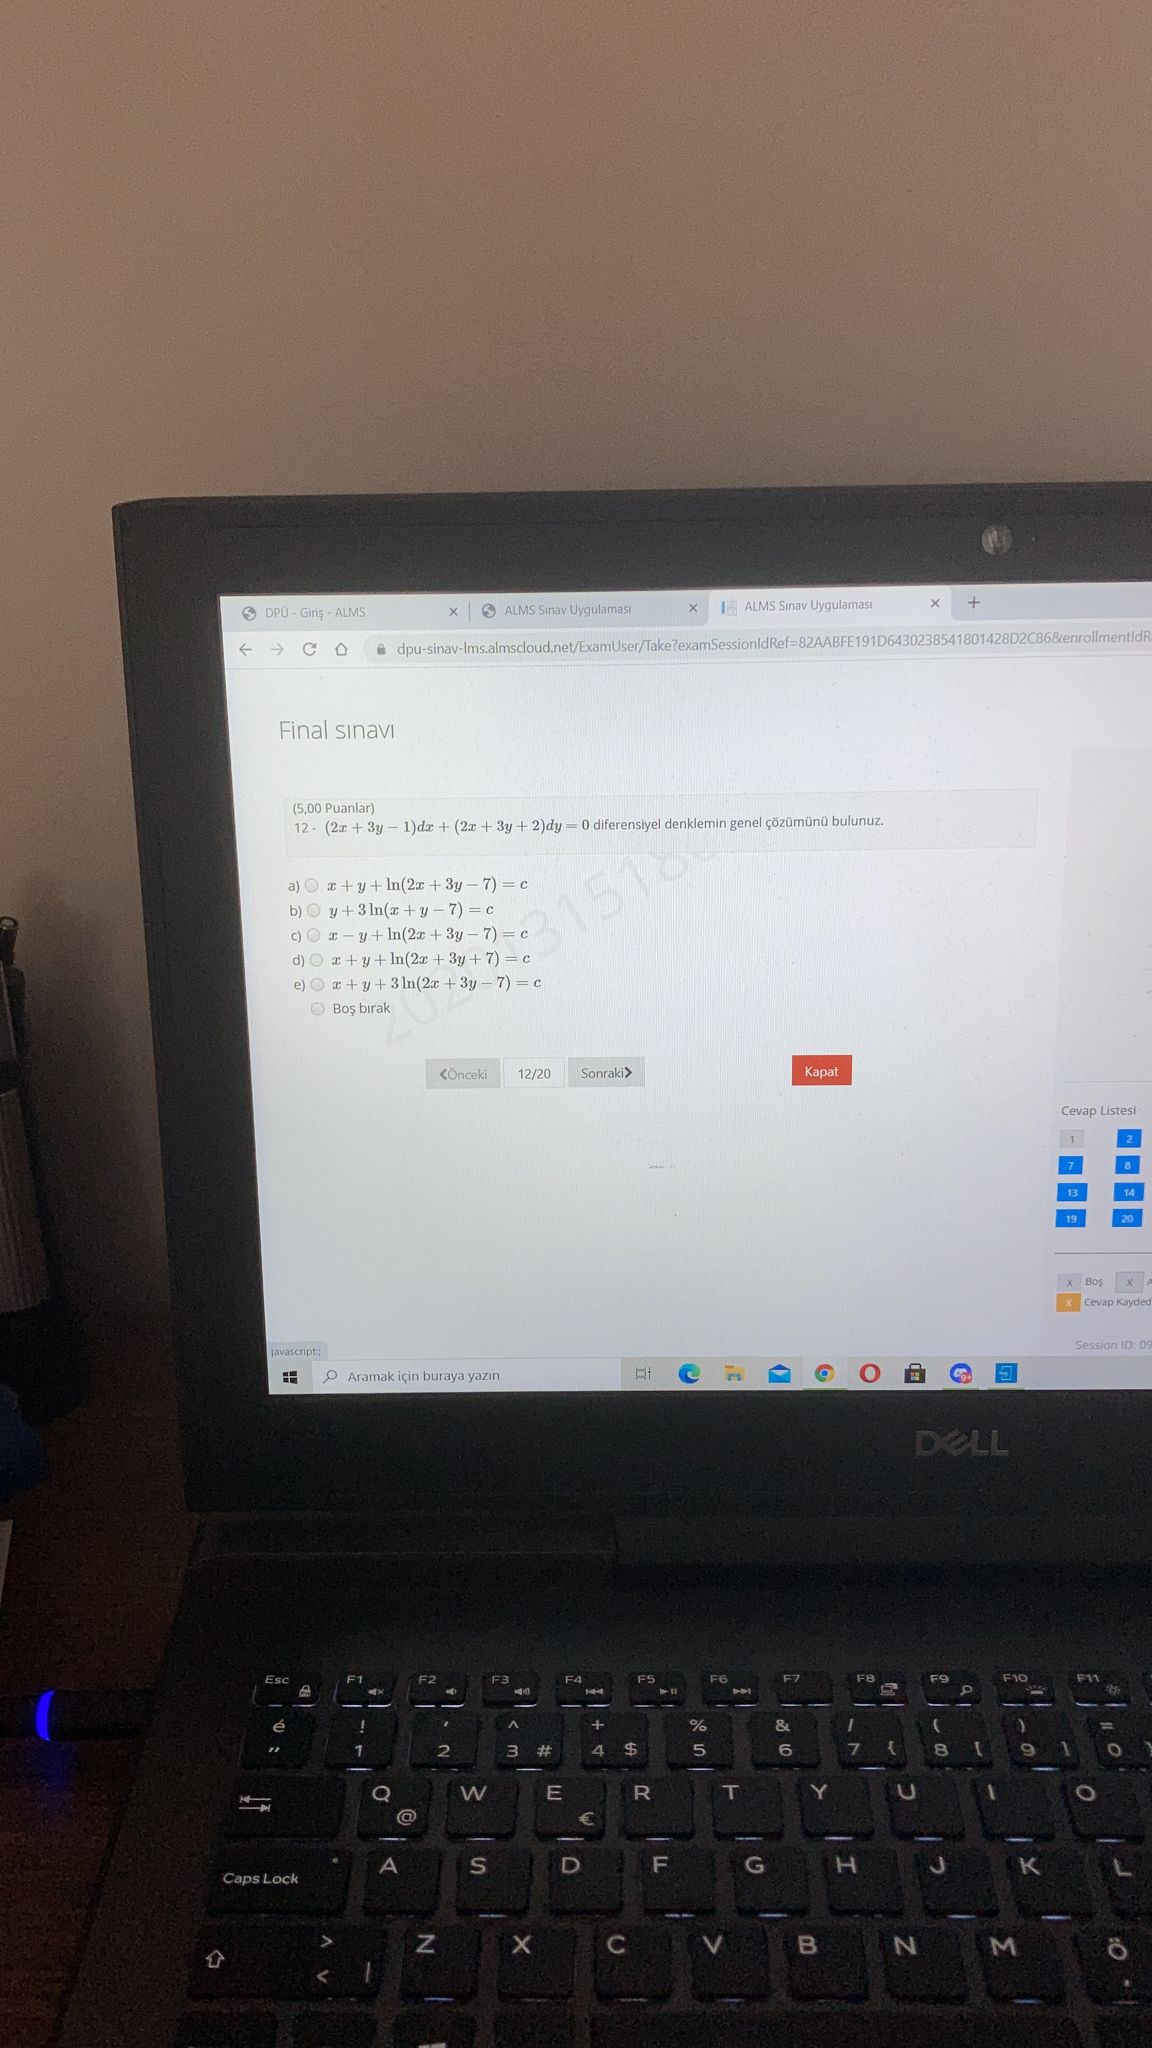 DPÜ - Giriş - ALMS
ALMS Sınav Uygulaması
ALMS Sınav Uygulaması
dpu-sinav-lms.almscloud.net/ExamUser/Take?examSessionIdRef=82AABFE191D6430238541801428D2C86&enrollmentIdR
Final sınavı
(5,00 Puanlar)
12 - (2x + 3y − 1)dx + (2x + 3y + 2)dy = 0 diferensiyel denklemin genel çözümünü bulunuz.
a) x + y + ln(2x + 3y − 7) = c
b) y + 3 ln(x + y − 7) = c
c) x − y + ln(2x + 3y − 7) = c
d) x + y + ln(2x + 3y + 7) = c
e) x + y + 3 ln(2x + 3y − 7) = c
Boş bırak
<Önceki 12/20 Sonraki> Kapat
Cevap Listesi
1 2
7 8
13 14
19 20
X Boş X A
X Cevap Kayded
Session ID: 09
javascript:;
Aramak için buraya yazın
DELL
Esc F1 F2 F3 F4 F5 F6 F7 F8 F9 F10 F11
é ! ' ^ + % & / ( ) =
" 1 2 3 # 4 $ 5 6 7 { 8 [ 9 ] 0 }
Q W E R T Y U I O
@ €
Caps Lock A S D F G H J K L
> Z X C V B N M Ö
< |